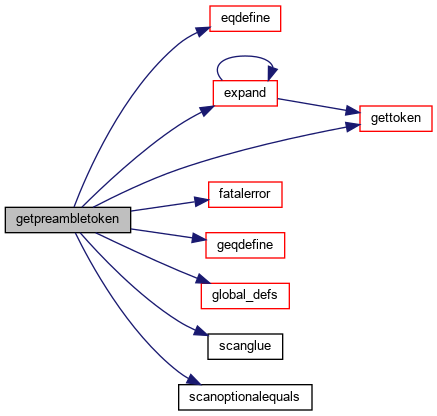 eqdefine
expand
gettoken
fatalerror
getpreambletoken
geqdefine
global_defs
scanglue
scanoptionalequals